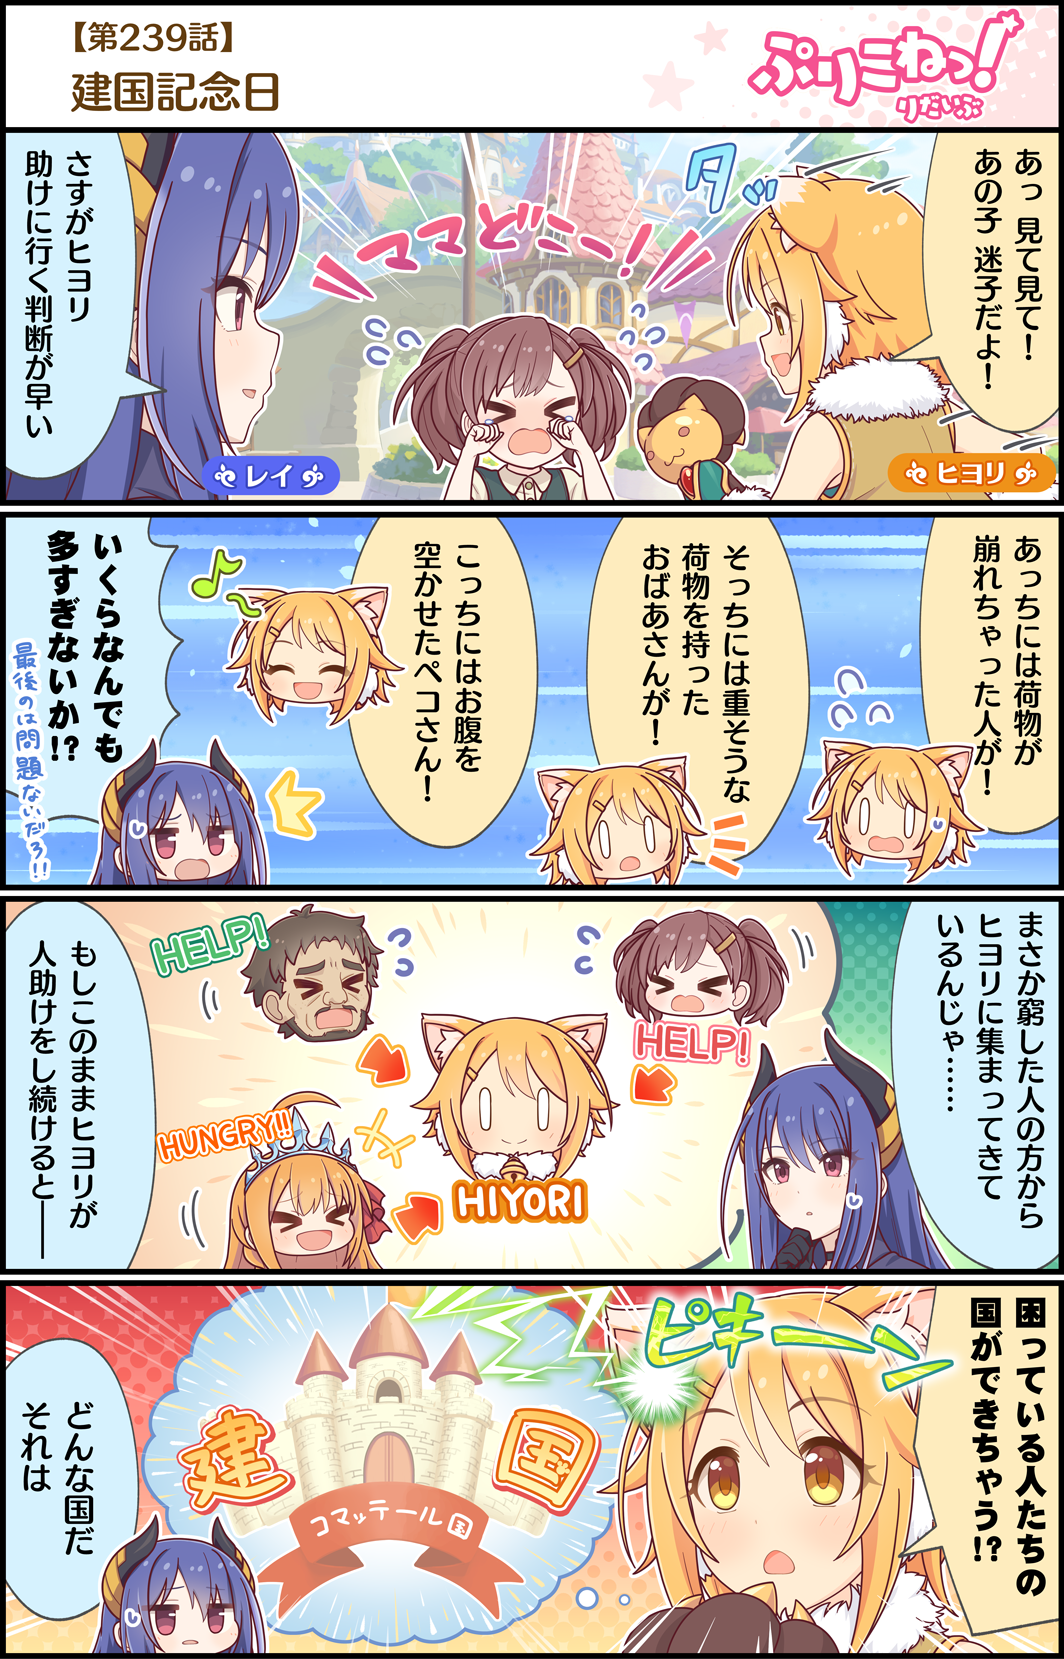 【第239話】
建国記念日
ぷりこねっ!
りだいぶ
あっ 見て見て!
あの子 迷子だよ!
タッ
ママどこー!
さすがヒヨリ
助けに行く判断が早い
レイ
ヒヨリ
あっちには荷物が
崩れちゃった人が!
そっちには重そうな
荷物を持った
おばあさんが!
こっちにはお腹を
空かせたペコさん!
いくらなんでも
多すぎないか!?
最後のは問題ないだろ!!
まさか窮した人の方から
ヒヨリに集まってきて
いるんじゃ……
HELP!
HELP!
HUNGRY!!
HIYORI
もしこのままヒヨリが
人助けをし続けると――
困っている人たちの
国ができちゃう!?
ピキーーン
建国
コマッテール国
どんな国だ
それは